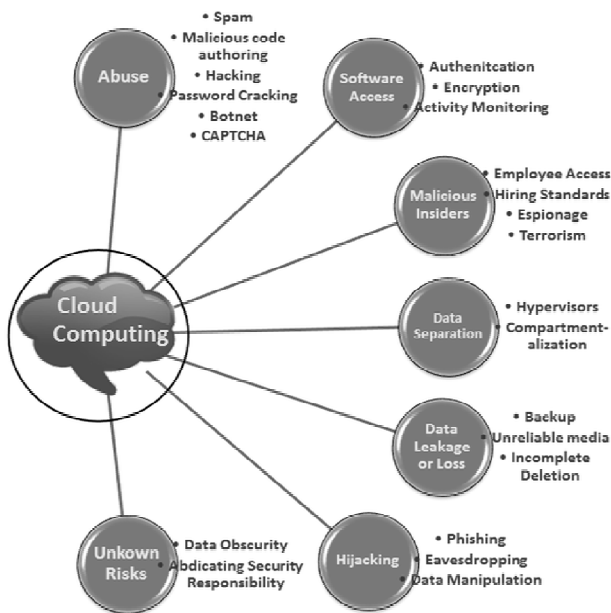 Abuse
• Spam
• Malicious code
authoring
• Hacking
• Password Cracking
• Botnet
• CAPTCHA
Software
Access
• Authenitcation
• Encryption
• Activity Monitoring
Malicious
Insiders
• Employee Access
• Hiring Standards
• Espionage
• Terrorism
Cloud
Computing
Data
Separation
• Hypervisors
• Compartment-
alization
Data
Leakage
or Loss
• Backup
• Unreliable media
• Incomplete
Deletion
Hijacking
• Phishing
• Eavesdropping
• Data Manipulation
Unkown
Risks
• Data Obscurity
• Abdicating Security
Responsibility